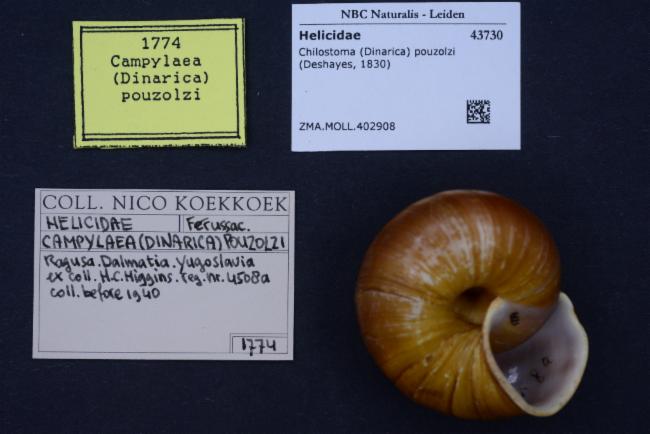 1774
Campylaea
(Dinarica)
pouzolzi
NBC Naturalis - Leiden
Helicidae 43730
Chilostoma (Dinarica) pouzolzi
(Deshayes, 1830)
ZMA.MOLL.402908
COLL. NICO KOEKKOEK
HELICIDAE Ferussac.
CAMPYLAEA (DINARICA) POUZOLZI
Ragusa. Dalmatia. Yugoslavia
ex coll. H.C. Higgins. reg. nr. 4508a
coll. before 1940
1774